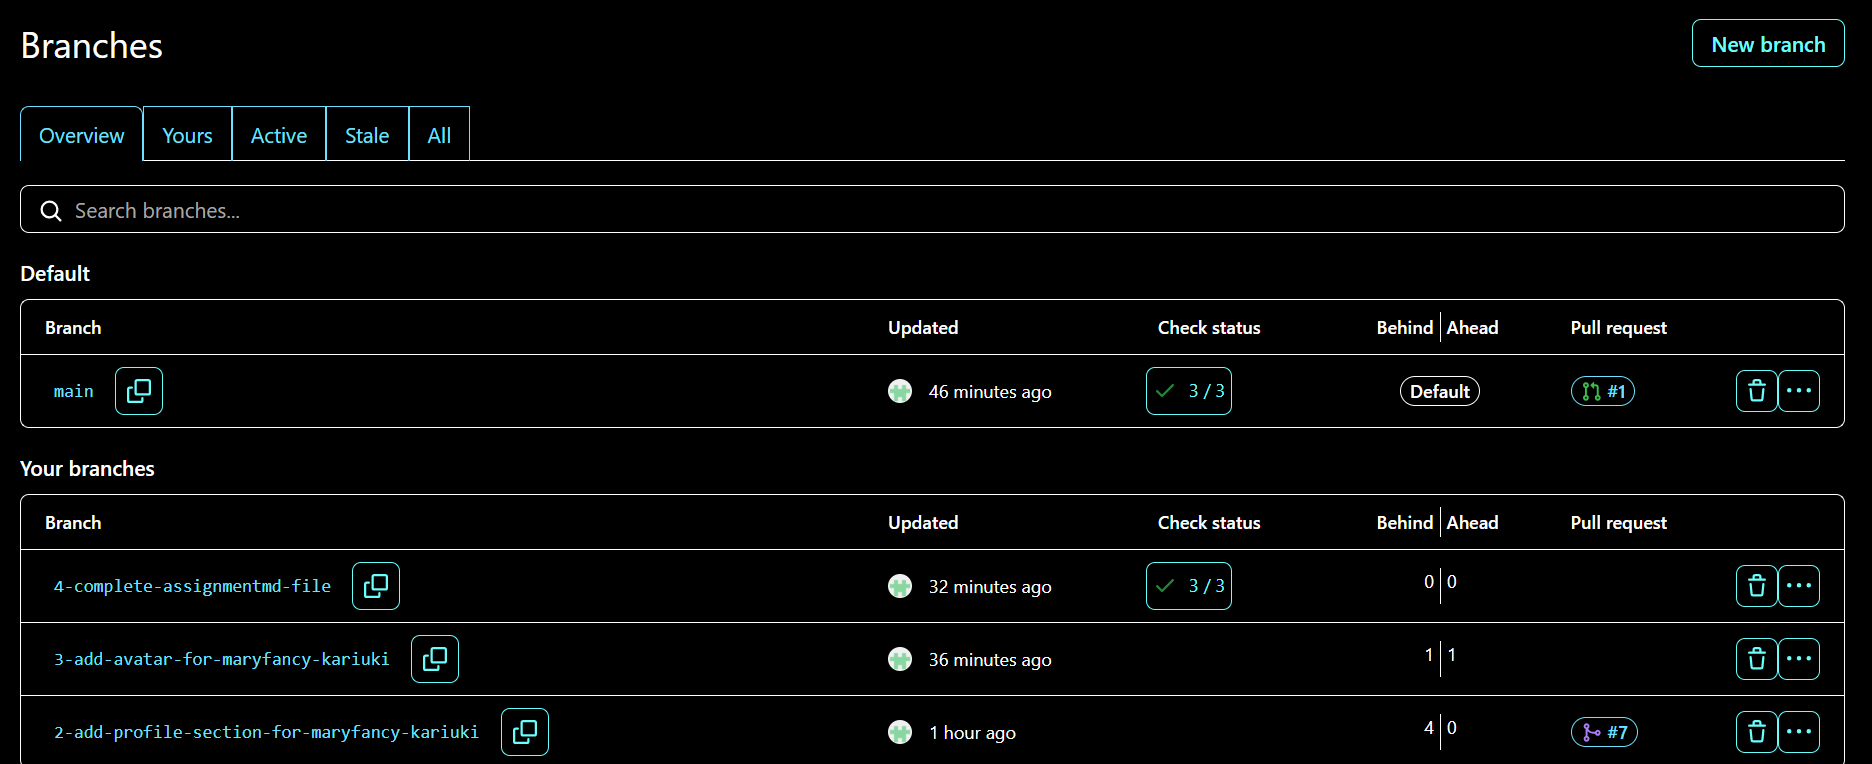 Branches
New branch
Overview Yours Active Stale All
Search branches...
Default
Branch Updated Check status Behind Ahead Pull request
main 46 minutes ago 3 / 3 Default #1
Your branches
Branch Updated Check status Behind Ahead Pull request
4-complete-assignmentmd-file 32 minutes ago 3 / 3 0 0
3-add-avatar-for-maryfancy-kariuki 36 minutes ago 1 1
2-add-profile-section-for-maryfancy-kariuki 1 hour ago 4 0 #7